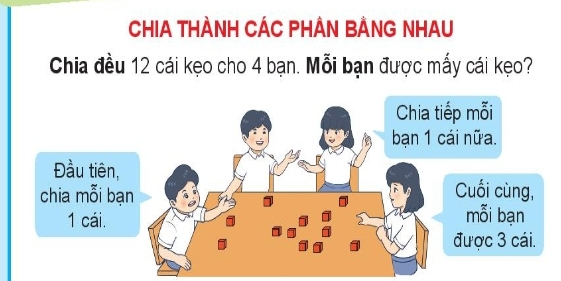 CHIA THÀNH CÁC PHẦN BẰNG NHAU
Chia đều 12 cái kẹo cho 4 bạn. Mỗi bạn được mấy cái kẹo?
Chia tiếp mỗi
bạn 1 cái nữa.
Đầu tiên,
chia mỗi bạn
1 cái.
Cuối cùng,
mỗi bạn
được 3 cái.